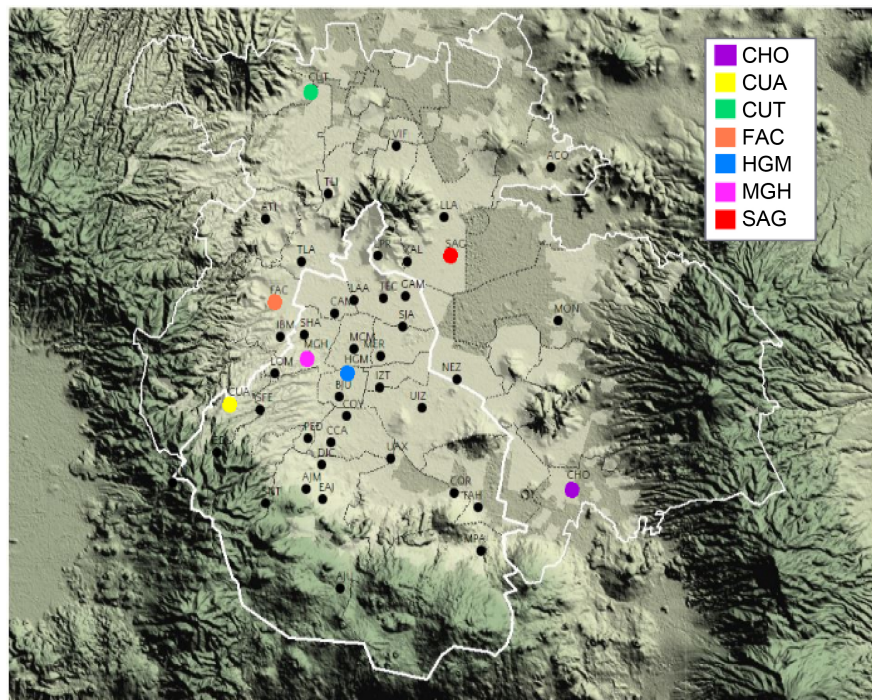 CHO
CUA
CUT
FAC
HGM
MGH
SAG
CUT
VIF
ACO
TLI
ATI
LLA
SAG
TLA
XAL
FAC
LAA
TEC
GAM
CAM
MON
SJA
IBM
SHA
MGH
MCM
MER
HGM
LOM
NEZ
BJU
IZT
CUA
SFE
COY
UIZ
PED
CCA
DIC
UAX
CHO
AJM
EAJ
COR
TAH
MPA
AJU